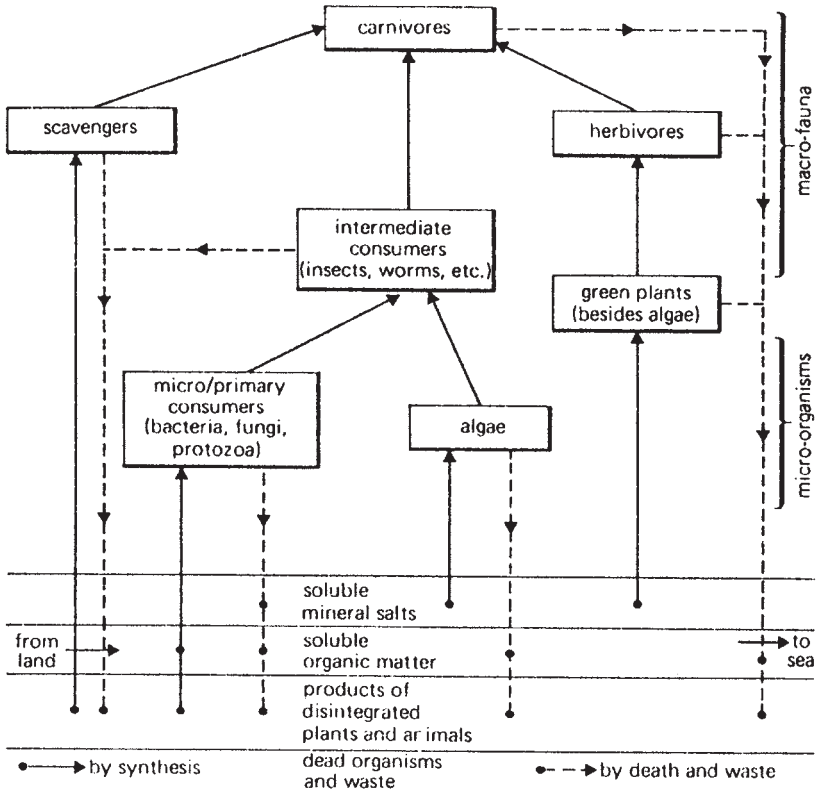 carnivores
scavengers
herbivores
macro-fauna
intermediate
consumers
(insects, worms, etc.)
green plants
(besides algae)
micro/primary
consumers
(bacteria, fungi,
protozoa)
algae
micro-organisms
soluble
mineral salts
from
land
soluble
organic matter
to
sea
products of
disintegrated
plants and animals
by synthesis
dead organisms
and waste
by death and waste